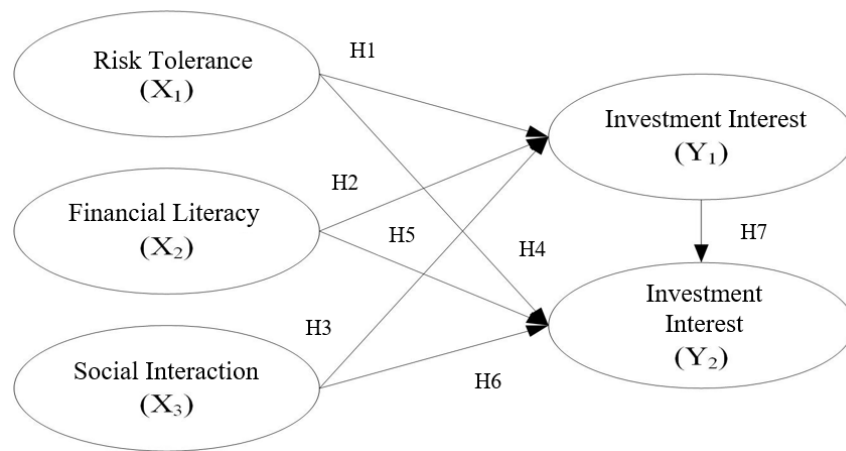 Risk Tolerance
(X₁)
H1
Investment Interest
(Y₁)
Financial Literacy
(X₂)
H2
H5
H4
H7
Investment
Interest
(Y₂)
Social Interaction
(X₃)
H3
H6